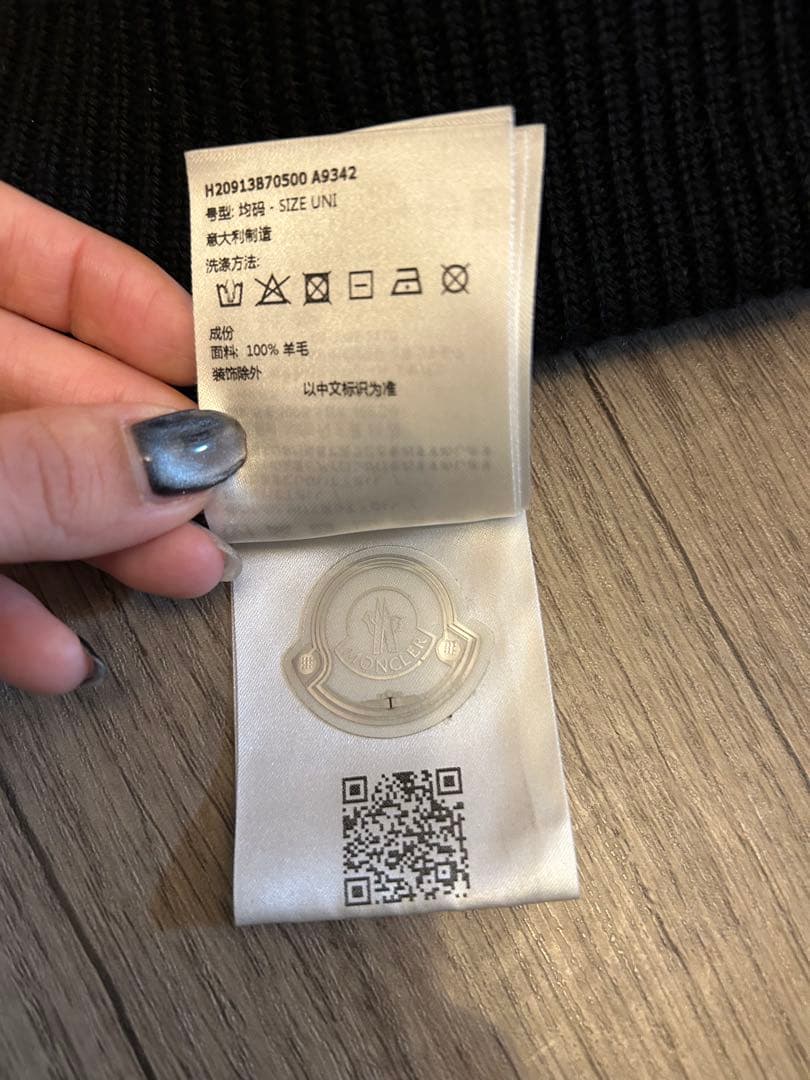 H20913B70500 A9342
号型: 均码 - SIZE UNI
意大利制造
洗涤方法:
成份
面料: 100% 羊毛
装饰除外
以中文标识为准
MONCLER
I